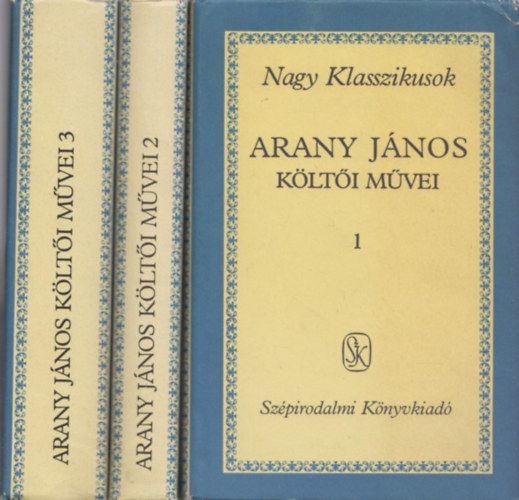 ARANY JÁNOS KÖLTŐI MŰVEI 3
ARANY JÁNOS KÖLTŐI MŰVEI 2
Nagy Klasszikusok
ARANY JÁNOS
KÖLTŐI MŰVEI
1
SK
Szépirodalmi Könyvkiadó